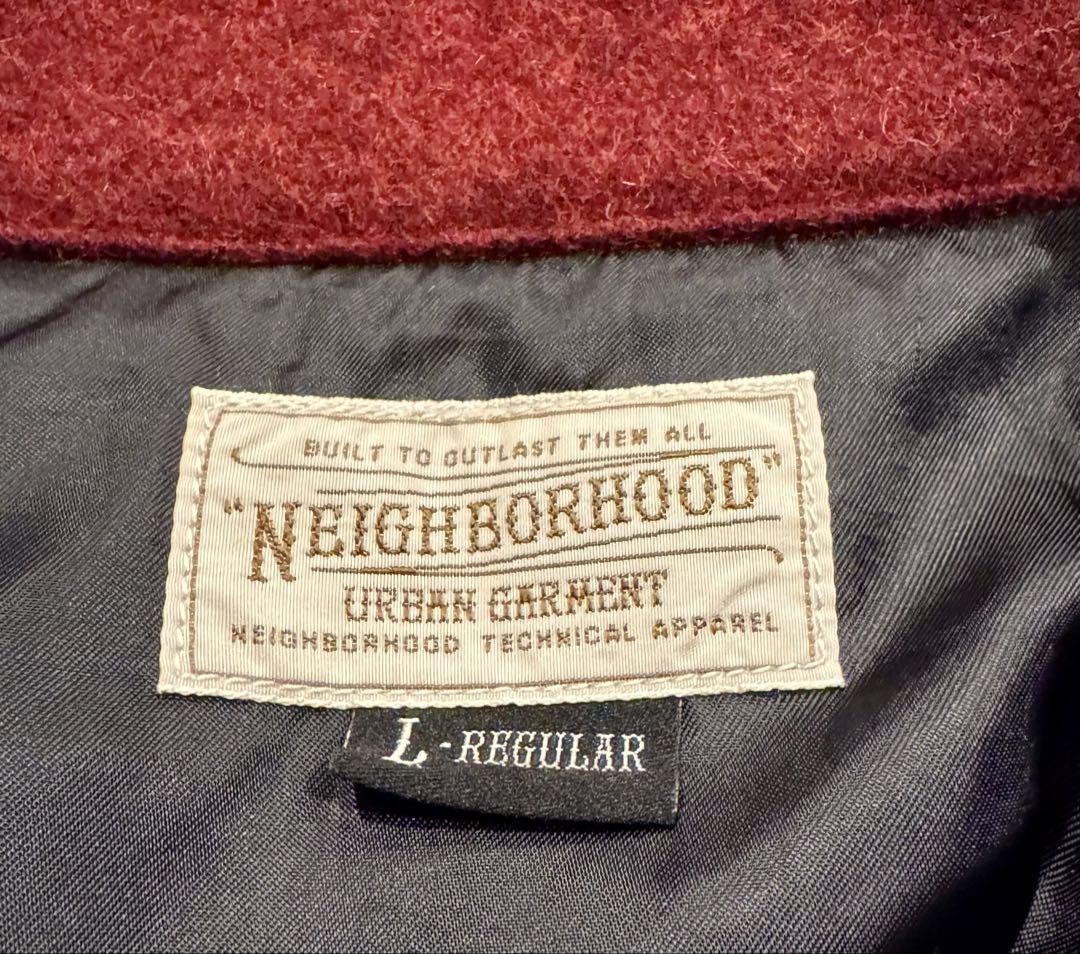 BUILT TO OUTLAST THEM ALL
"NEIGHBORHOOD"
URBAN GARMENT
NEIGHBORHOOD TECHNICAL APPAREL
L-REGULAR